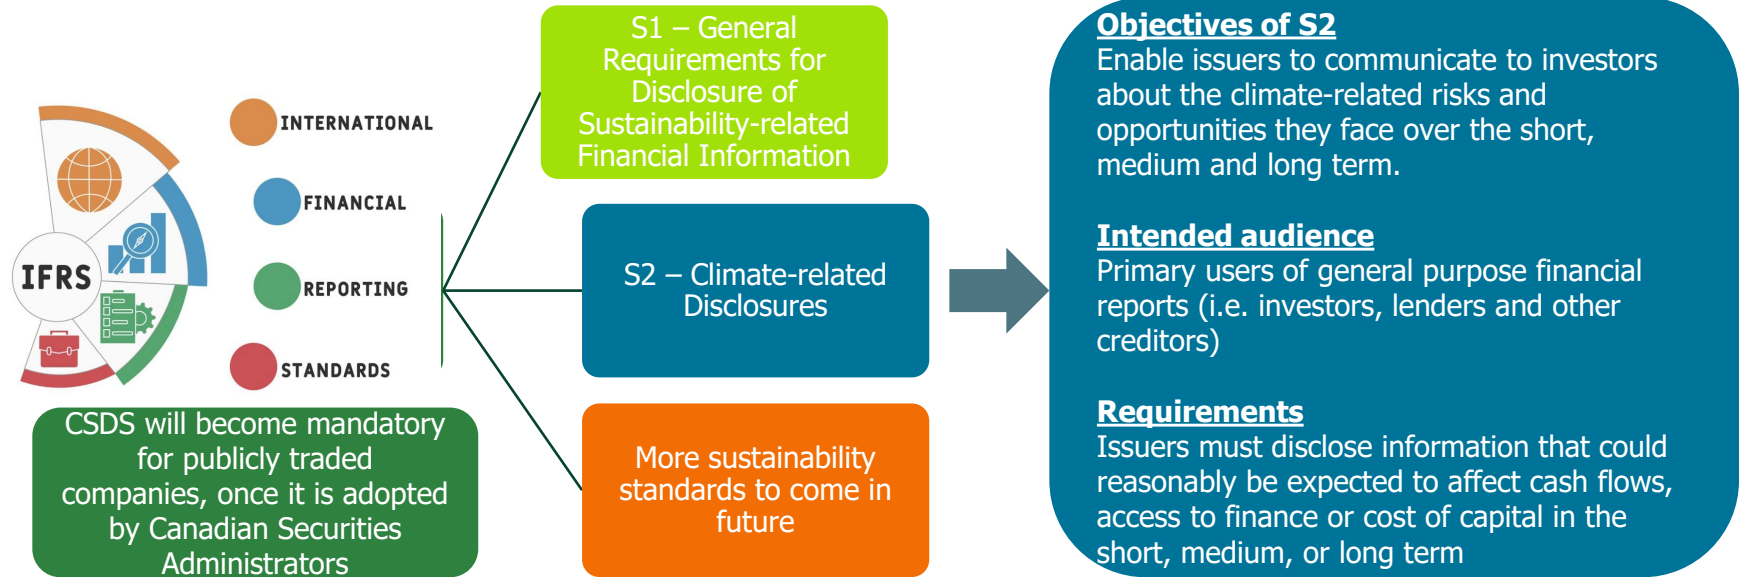 IFRS
INTERNATIONAL
FINANCIAL
REPORTING
STANDARDS
CSDS will become mandatory
for publicly traded
companies, once it is adopted
by Canadian Securities
Administrators
S1 – General
Requirements for
Disclosure of
Sustainability-related
Financial Information
S2 – Climate-related
Disclosures
More sustainability
standards to come in
future
Objectives of S2
Enable issuers to communicate to investors
about the climate-related risks and
opportunities they face over the short,
medium and long term.
Intended audience
Primary users of general purpose financial
reports (i.e. investors, lenders and other
creditors)
Requirements
Issuers must disclose information that could
reasonably be expected to affect cash flows,
access to finance or cost of capital in the
short, medium, or long term